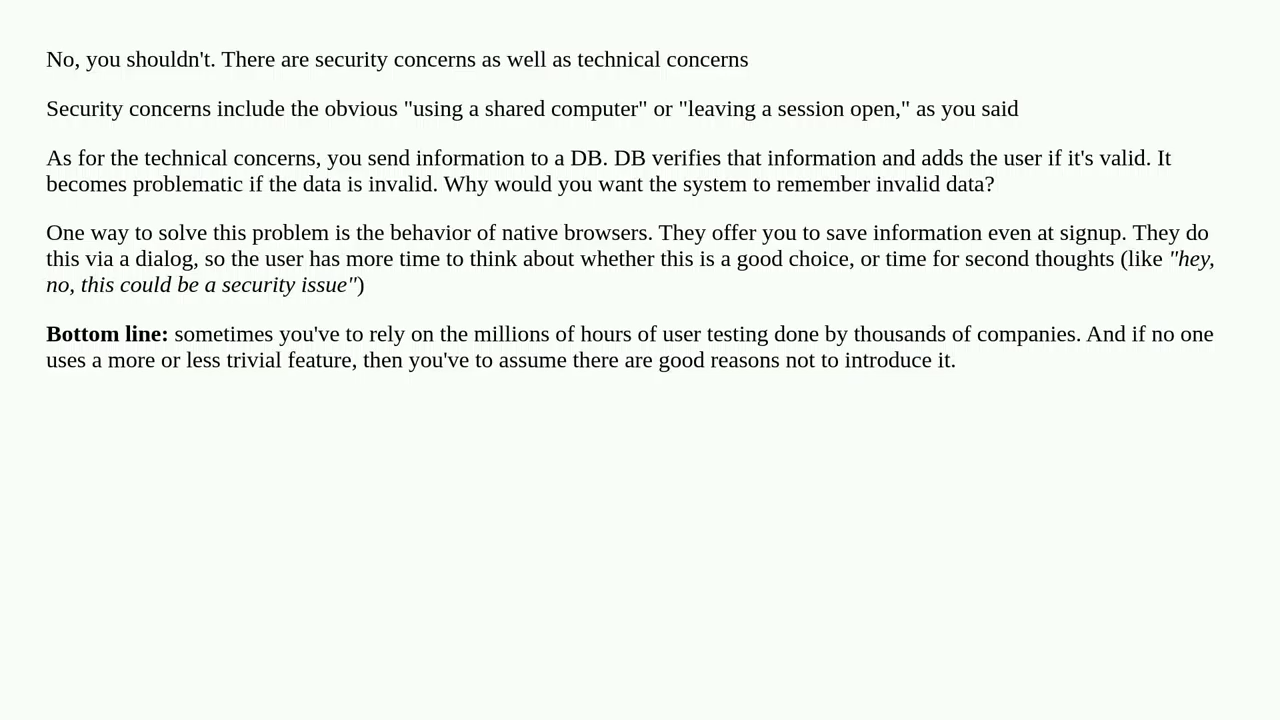 No, you shouldn't. There are security concerns as well as technical concerns
Security concerns include the obvious "using a shared computer" or "leaving a session open," as you said
As for the technical concerns, you send information to a DB. DB verifies that information and adds the user if it's valid. It
becomes problematic if the data is invalid. Why would you want the system to remember invalid data?
One way to solve this problem is the behavior of native browsers. They offer you to save information even at signup. They do
this via a dialog, so the user has more time to think about whether this is a good choice, or time for second thoughts (like "hey,
no, this could be a security issue")
Bottom line: sometimes you've to rely on the millions of hours of user testing done by thousands of companies. And if no one
uses a more or less trivial feature, then you've to assume there are good reasons not to introduce it.